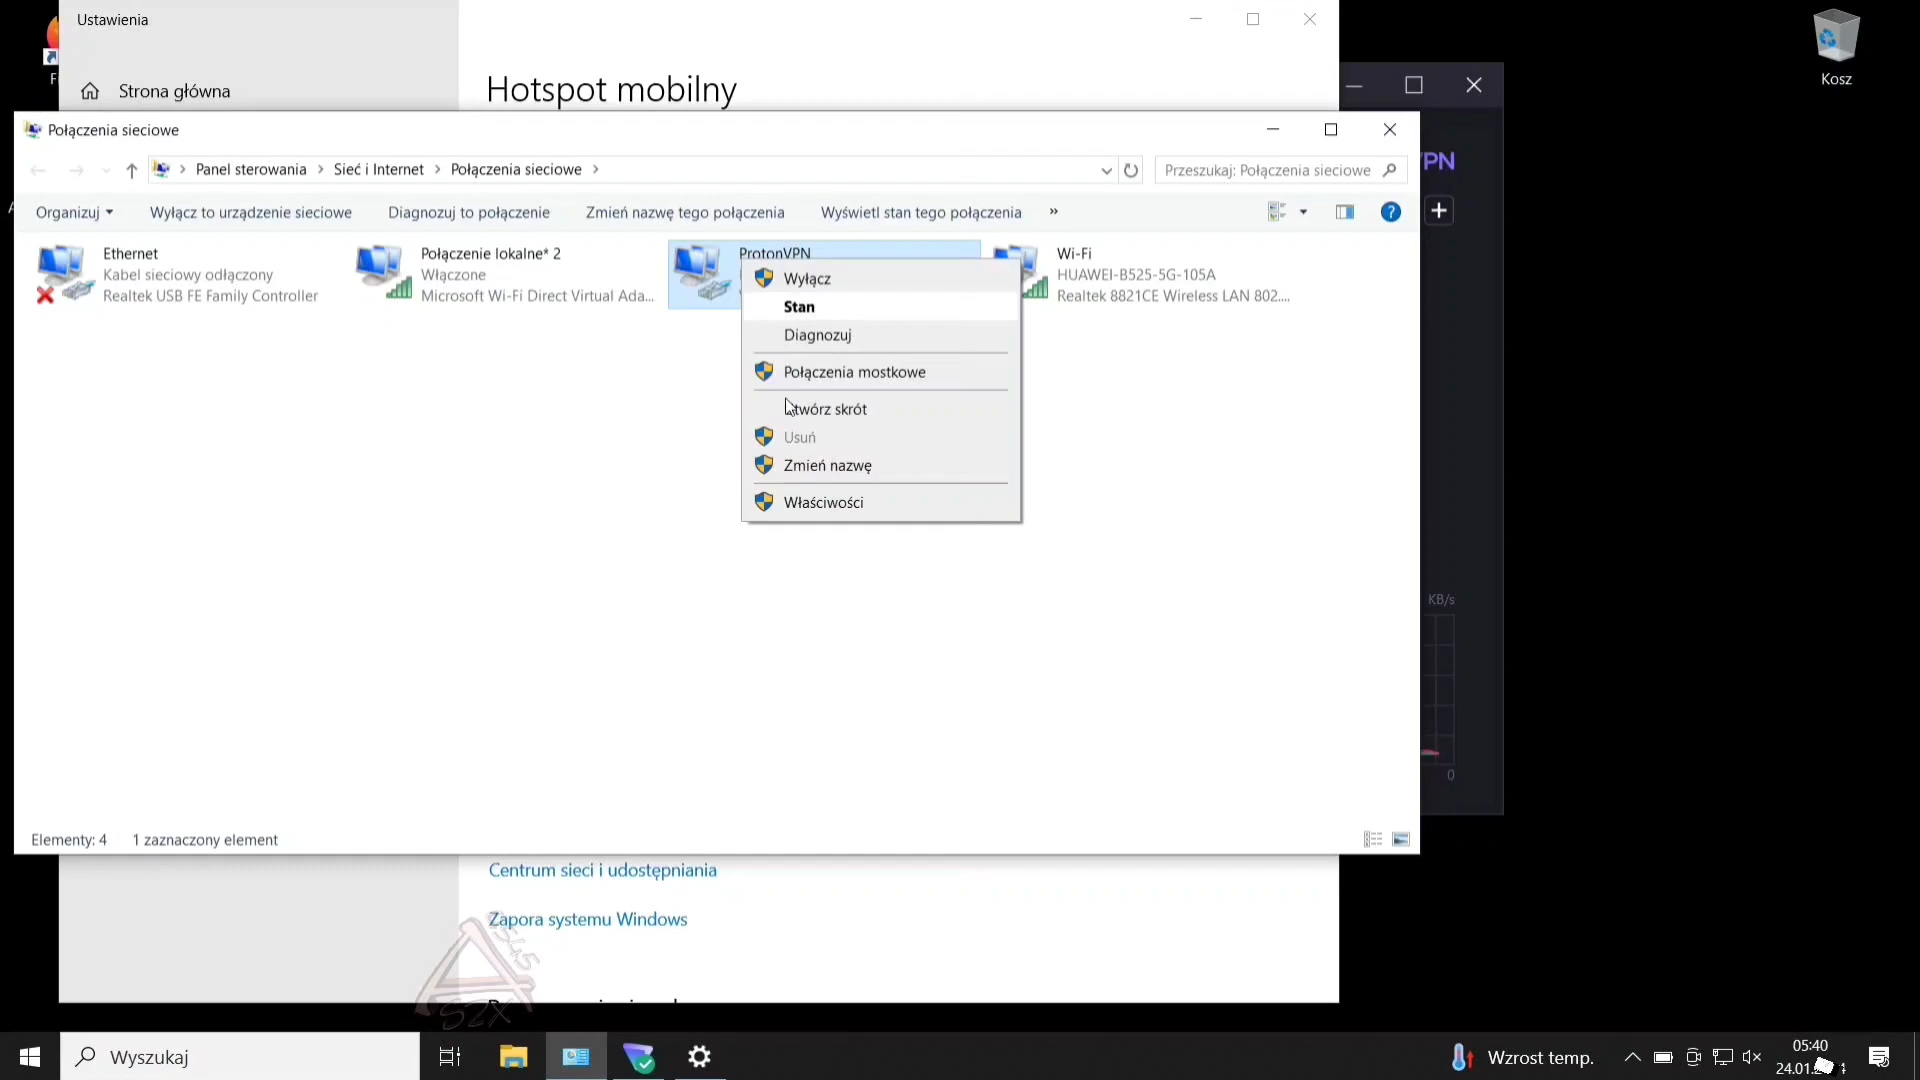 Ustawienia
Strona główna
Hotspot mobilny
Kosz
Połączenia sieciowe
Panel sterowania
Sieć i Internet
Połączenia sieciowe
Przeszukaj: Połączenia sieciowe
Organizuj
Wyłącz to urządzenie sieciowe
Diagnozuj to połączenie
Zmień nazwę tego połączenia
Wyświetl stan tego połączenia
»
Ethernet
Kabel sieciowy odłączony
Realtek USB FE Family Controller
Połączenie lokalne* 2
Włączone
Microsoft Wi-Fi Direct Virtual Ada...
ProtonVPN
Wi-Fi
HUAWEI-B525-5G-105A
Realtek 8821CE Wireless LAN 802....
Wyłącz
Stan
Diagnozuj
Połączenia mostkowe
skrót
Usuń
Zmień nazwę
Właściwości
KB/s
0
Elementy: 4
1 zaznaczony element
Centrum sieci i udostępniania
Zapora systemu Windows
Wyszukaj
Wzrost temp.
05:40